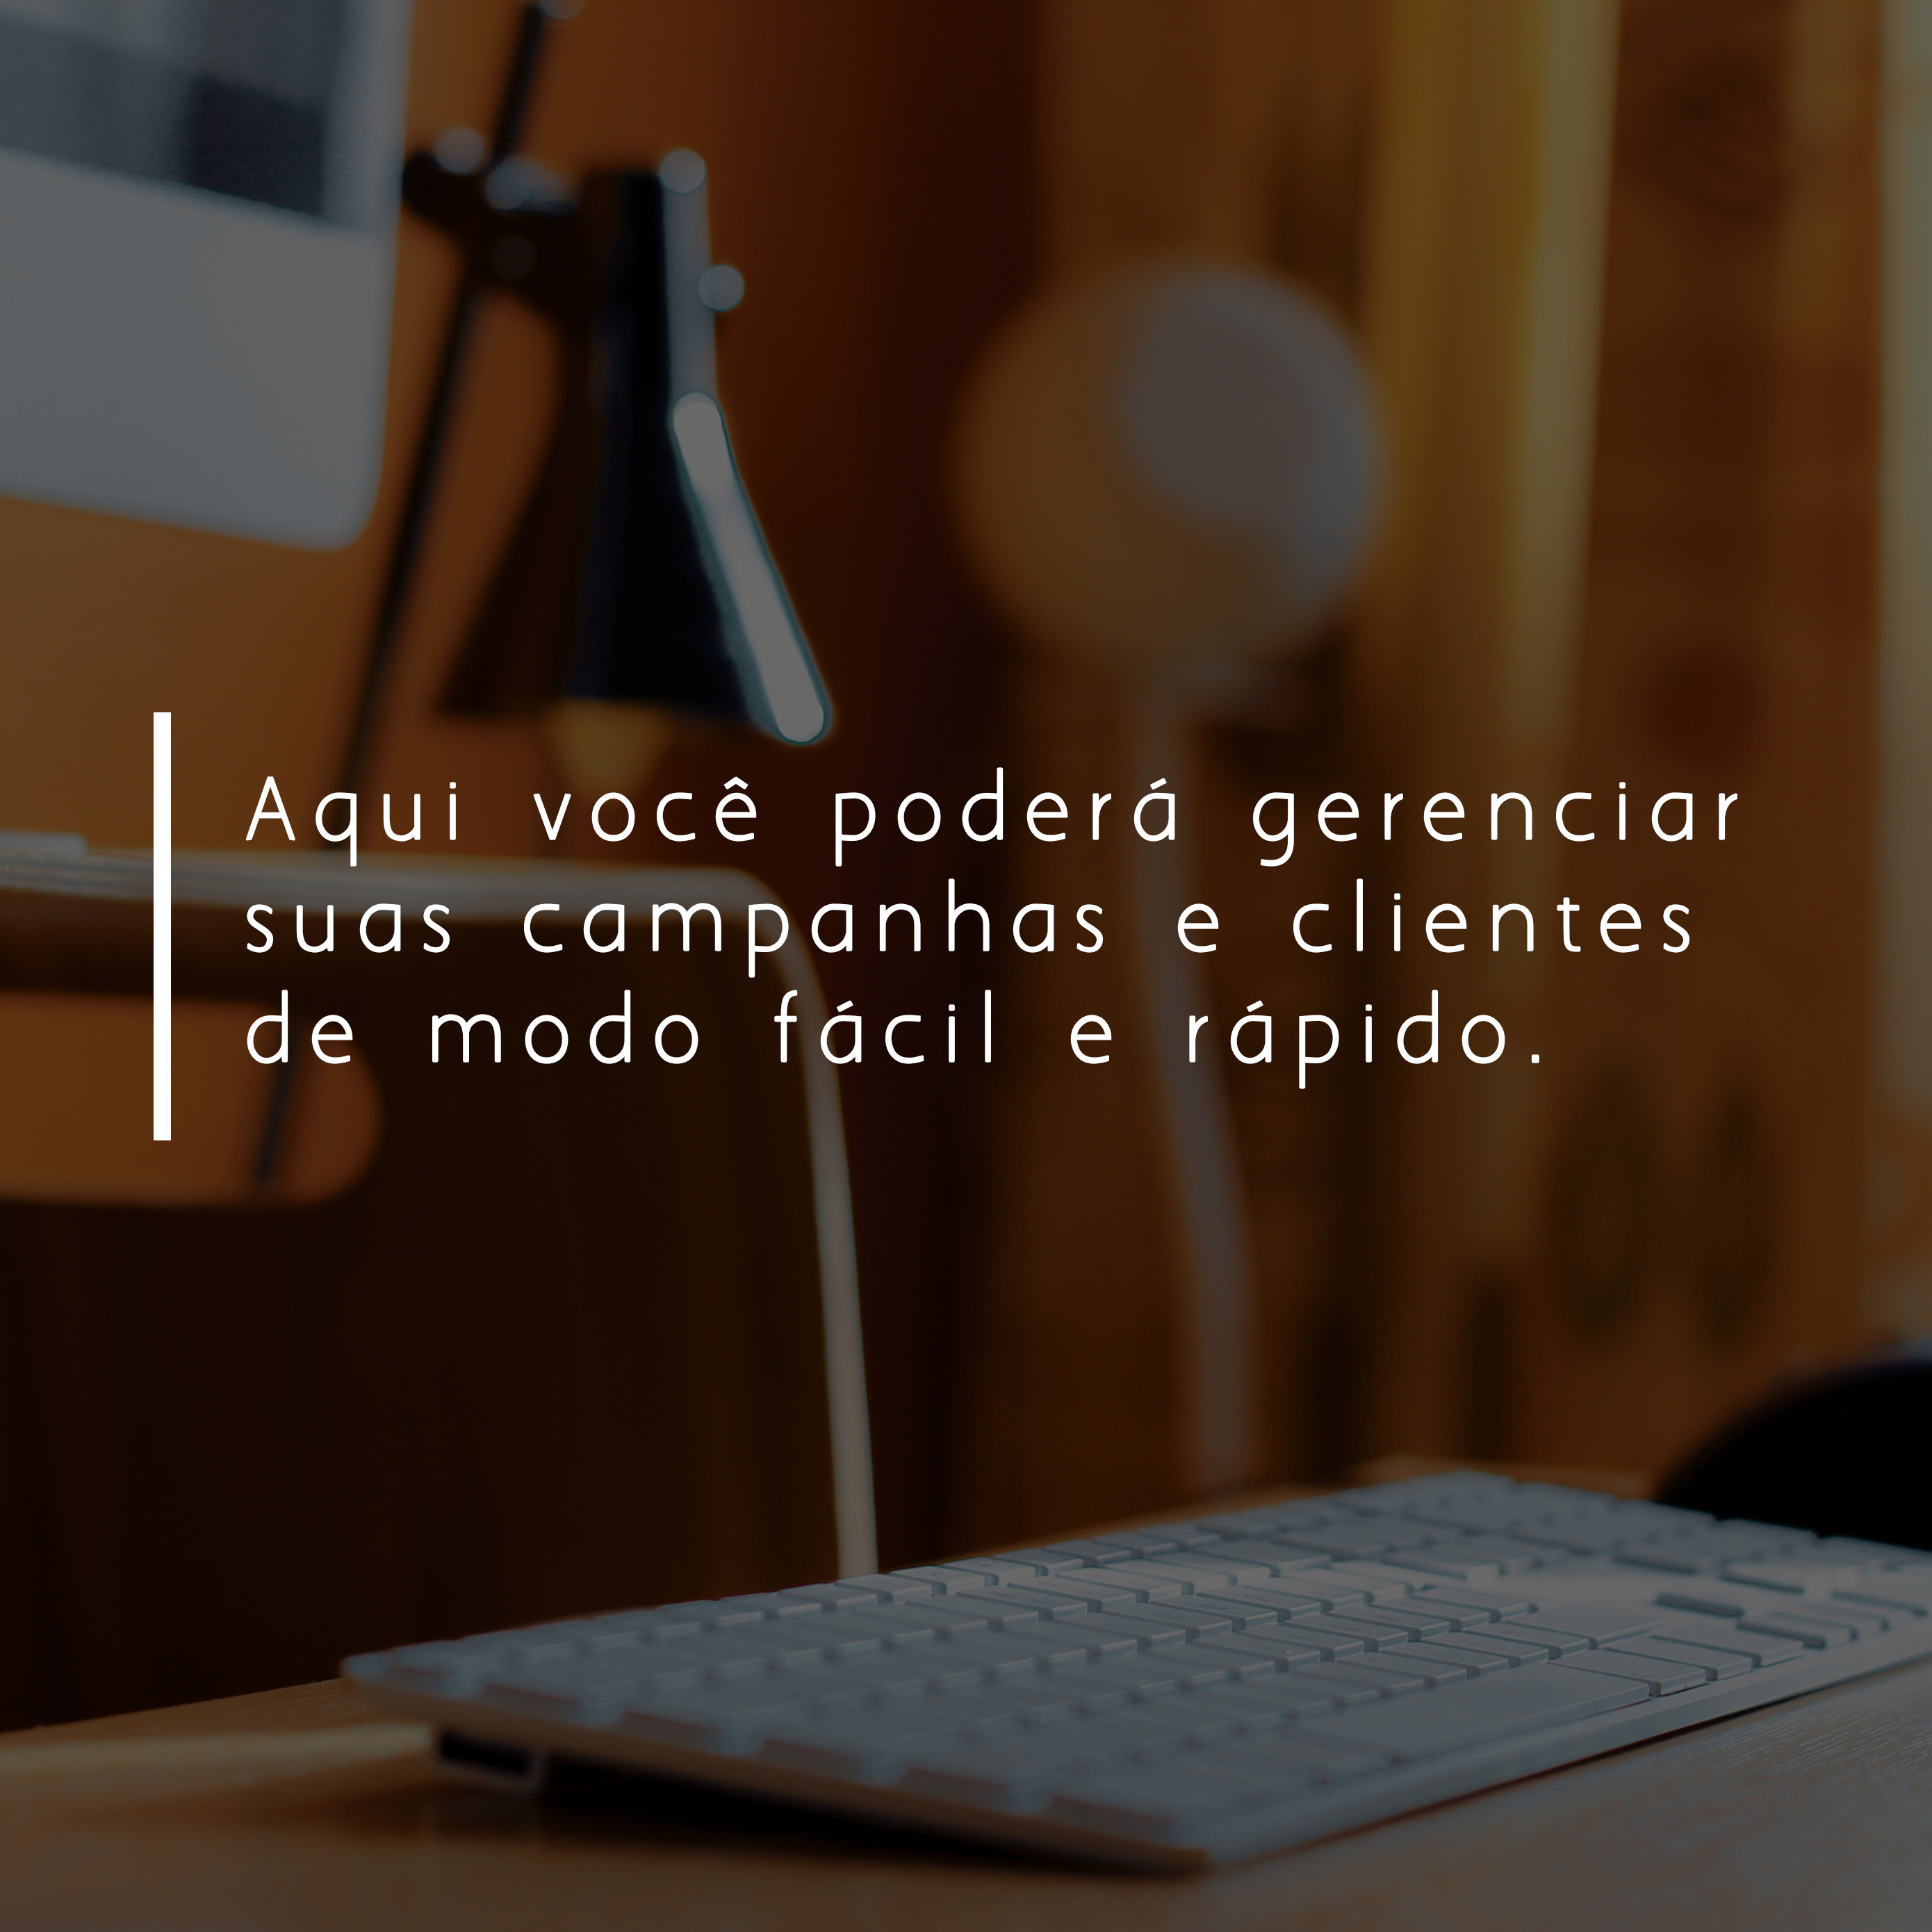 Aqui você poderá gerenciar
suas campanhas e clientes
de modo fácil e rápido.